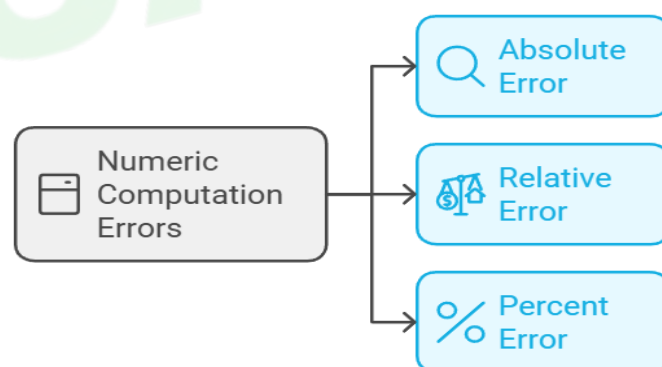 Numeric
Computation
Errors
Absolute
Error
Relative
Error
Percent
Error